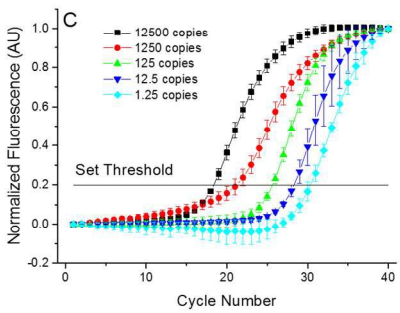 C
12500 copies
1250 copies
125 copies
12.5 copies
1.25 copies
Set Threshold
Normalized Fluorescence (AU)
1.0
0.8
0.6
0.4
0.2
0.0
-0.2
0 10 20 30 40
Cycle Number